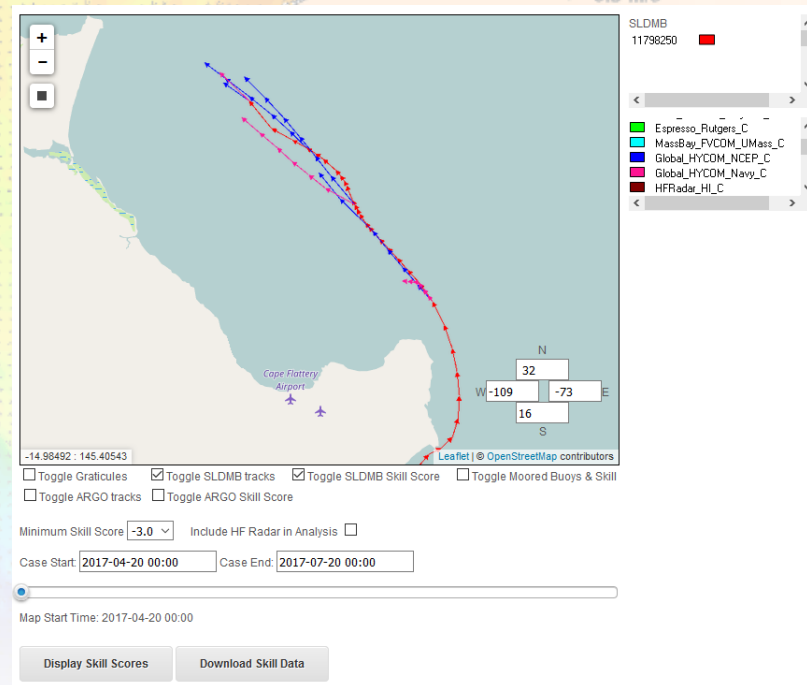 SLDMB
11798250
+
−
Espresso_Rutgers_C
MassBay_FVCOM_UMass_C
Global_HYCOM_NCEP_C
Global_HYCOM_Navy_C
HFRadar_HI_C
Cape Flattery
Airport
N
32
W -109 -73 E
16
S
-14.98492 : 145.40543
Leaflet | © OpenStreetMap contributors
Toggle Graticules Toggle SLDMB tracks Toggle SLDMB Skill Score Toggle Moored Buoys & Skill
Toggle ARGO tracks Toggle ARGO Skill Score
Minimum Skill Score -3.0 Include HF Radar in Analysis
Case Start: 2017-04-20 00:00 Case End: 2017-07-20 00:00
Map Start Time: 2017-04-20 00:00
Display Skill Scores Download Skill Data